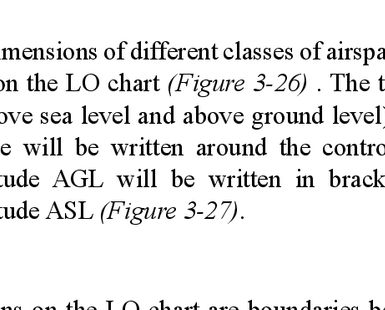 imensions of different classes of airspa
on the LO chart (Figure 3-26) . The t
ove sea level and above ground level)
e will be written around the contro
tude AGL will be written in brack
tude ASL (Figure 3-27).
ns on the LO chart are boundaries be